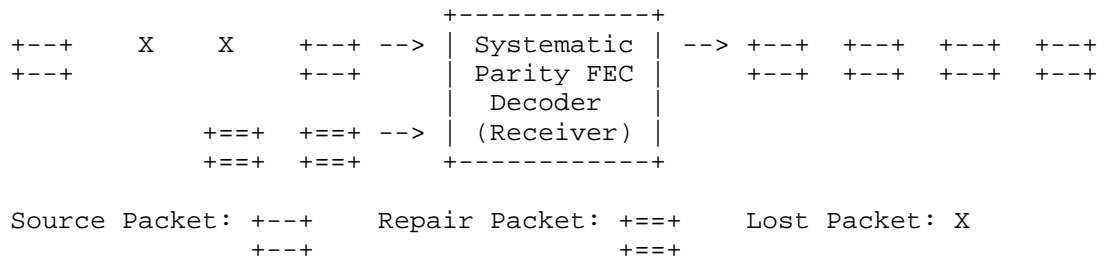 +------------+
+--+    X    X    +--+ --> | Systematic | --> +--+  +--+  +--+  +--+
+--+              +--+     | Parity FEC |     +--+  +--+  +--+  +--+
                           |  Decoder   |
            +==+  +==+ --> | (Receiver) |
            +==+  +==+     +------------+
Source Packet: +--+    Repair Packet: +==+    Lost Packet: X
               +--+                   +==+